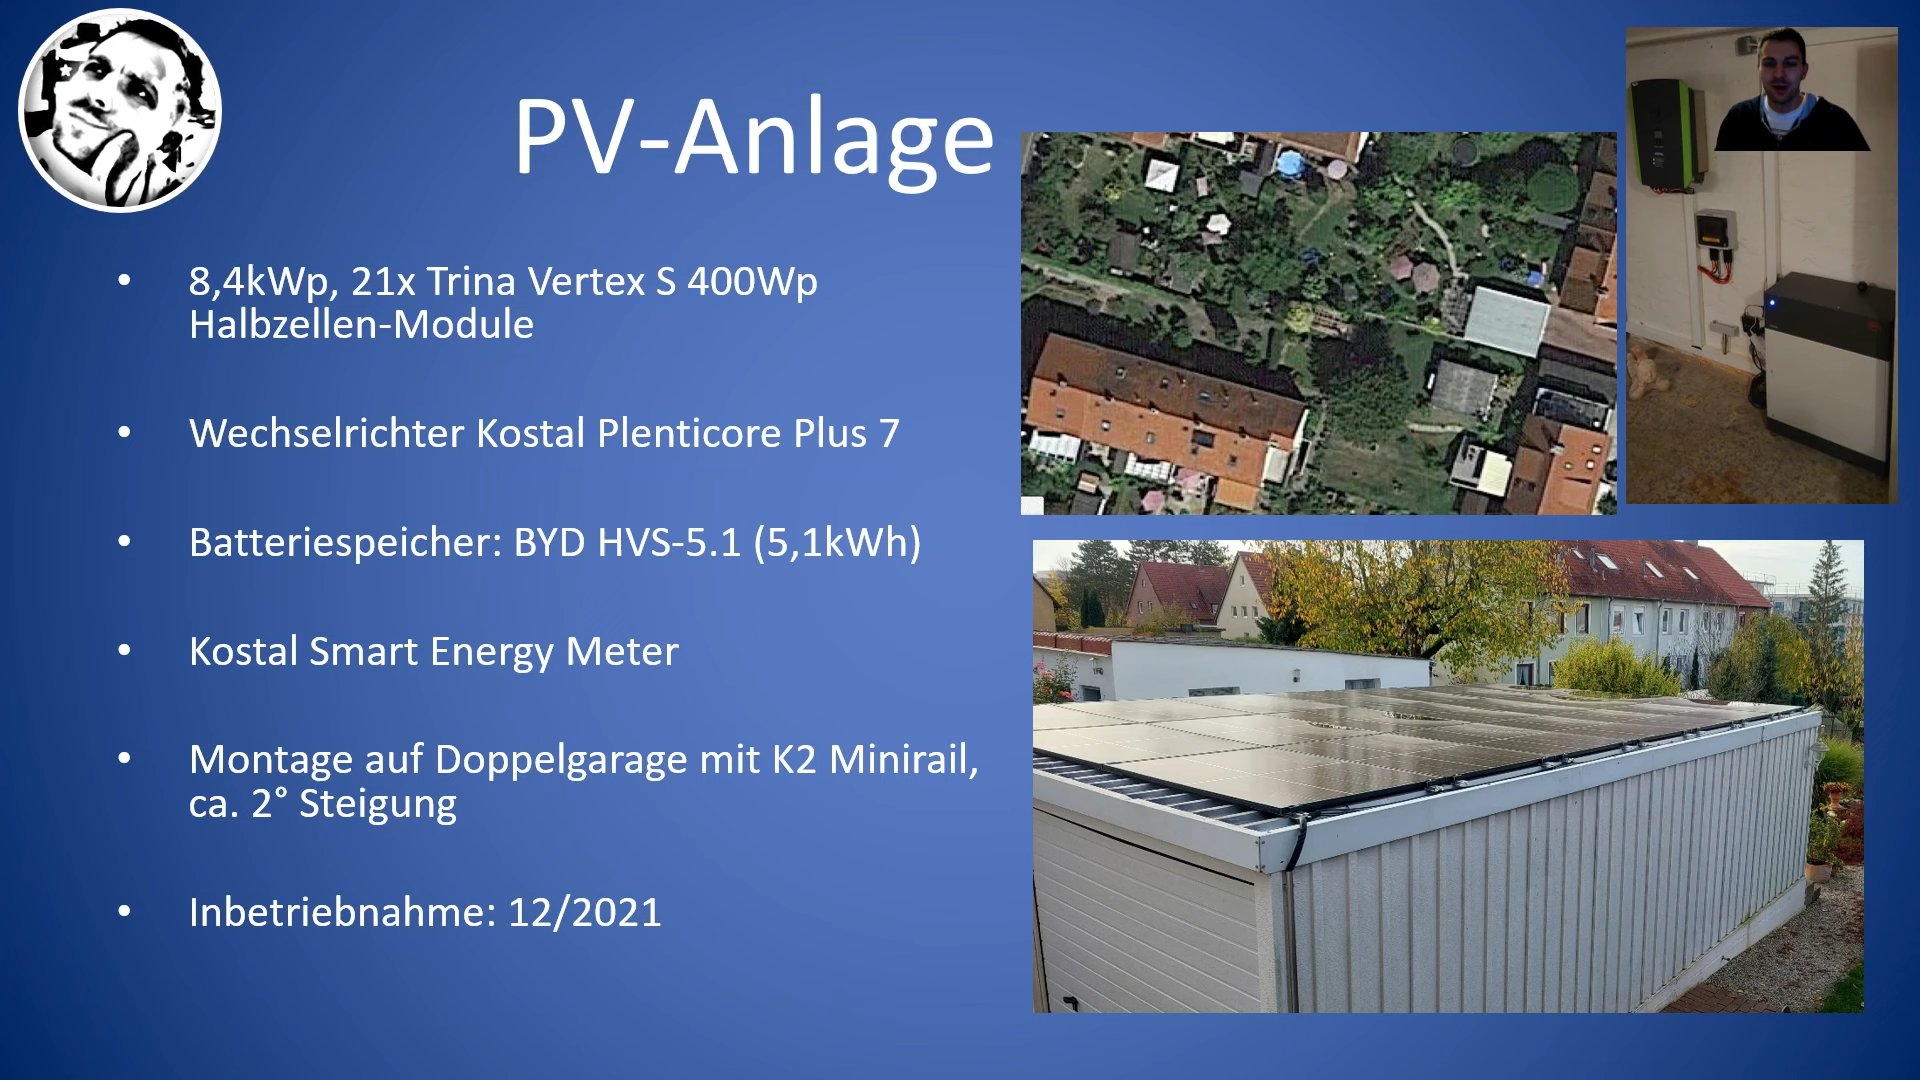 PV-Anlage
• 8,4kWp, 21x Trina Vertex S 400Wp
Halbzellen-Module
• Wechselrichter Kostal Plenticore Plus 7
• Batteriespeicher: BYD HVS-5.1 (5,1kWh)
• Kostal Smart Energy Meter
• Montage auf Doppelgarage mit K2 Minirail,
ca. 2° Steigung
• Inbetriebnahme: 12/2021